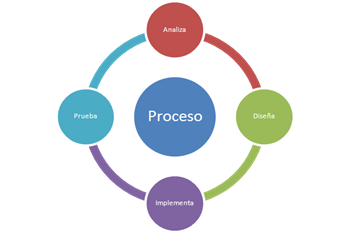 Analiza
Prueba
Proceso
Diseña
Implementa